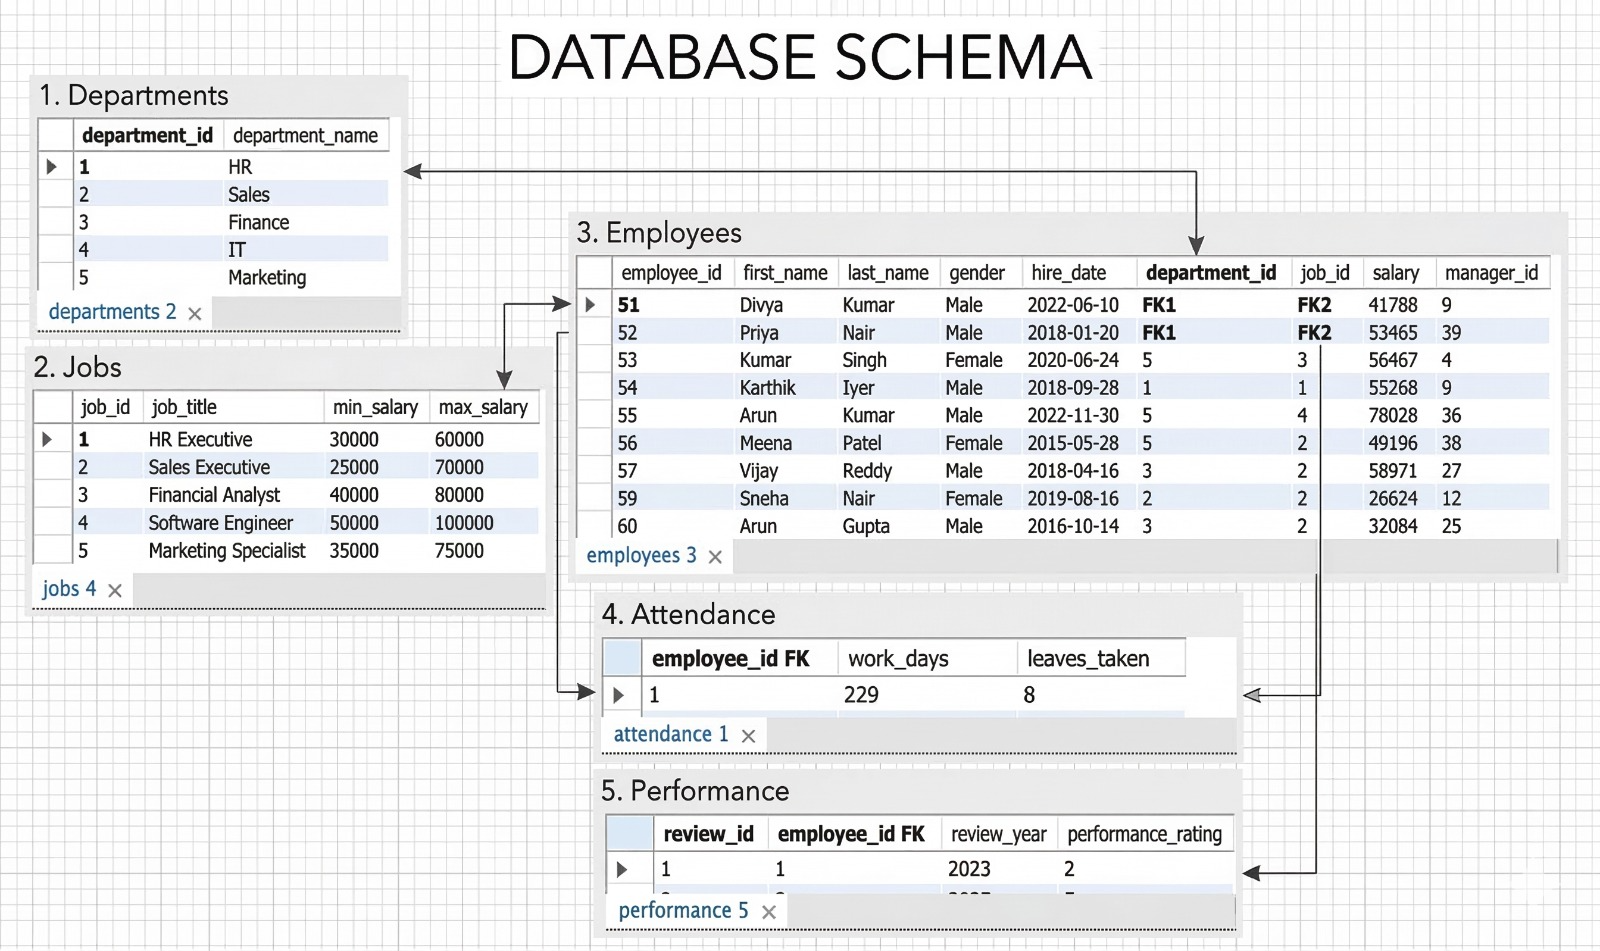 DATABASE SCHEMA
1. Departments
department_id department_name
1 HR
2 Sales
3 Finance
4 IT
5 Marketing
departments 2 ×
2. Jobs
job_id job_title min_salary max_salary
1 HR Executive 30000 60000
2 Sales Executive 25000 70000
3 Financial Analyst 40000 80000
4 Software Engineer 50000 100000
5 Marketing Specialist 35000 75000
jobs 4 ×
3. Employees
employee_id first_name last_name gender hire_date department_id job_id salary manager_id
51 Divya Kumar Male 2022-06-10 FK1 FK2 41788 9
52 Priya Nair Male 2018-01-20 FK1 FK2 53465 39
53 Kumar Singh Female 2020-06-24 5 3 56467 4
54 Karthik Iyer Male 2018-09-28 1 1 55268 9
55 Arun Kumar Male 2022-11-30 5 4 78028 36
56 Meena Patel Female 2015-05-28 5 2 49196 38
57 Vijay Reddy Male 2018-04-16 3 2 58971 27
59 Sneha Nair Female 2019-08-16 2 2 26624 12
60 Arun Gupta Male 2016-10-14 3 2 32084 25
employees 3 ×
4. Attendance
employee_id FK work_days leaves_taken
1 229 8
attendance 1 ×
5. Performance
review_id employee_id FK review_year performance_rating
1 1 2023 2
performance 5 ×